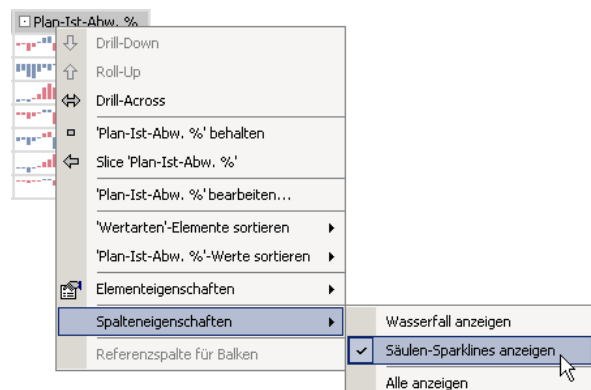 Plan-Ist-Abw. %
Drill-Down
Roll-Up
Drill-Across
'Plan-Ist-Abw. %' behalten
Slice 'Plan-Ist-Abw. %'
'Plan-Ist-Abw. %' bearbeiten...
'Wertarten'-Elemente sortieren
'Plan-Ist-Abw. %'-Werte sortieren
Elementeigenschaften
Spalteneigenschaften
Wasserfall anzeigen
Referenzspalte für Balken
Säulen-Sparklines anzeigen
Alle anzeigen